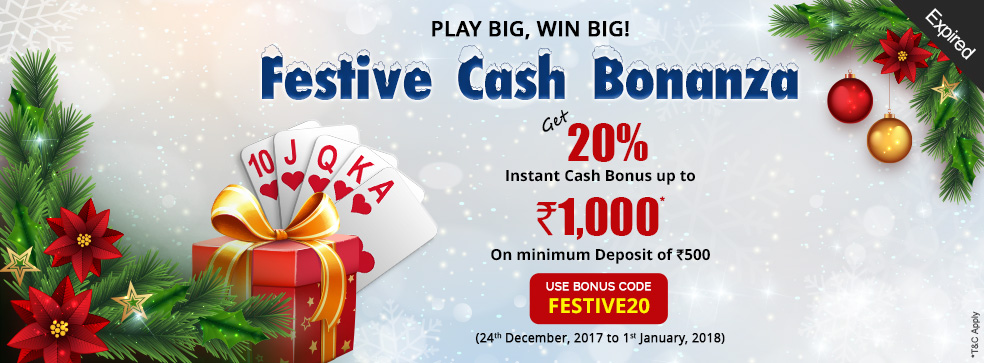 PLAY BIG, WIN BIG!
Expired
Festive Cash Bonanza
Get
20%
Instant Cash Bonus up to
₹1,000*
On minimum Deposit of ₹500
USE BONUS CODE
FESTIVE20
(24th December, 2017 to 1st January, 2018)
10 J Q K A
*T&C Apply